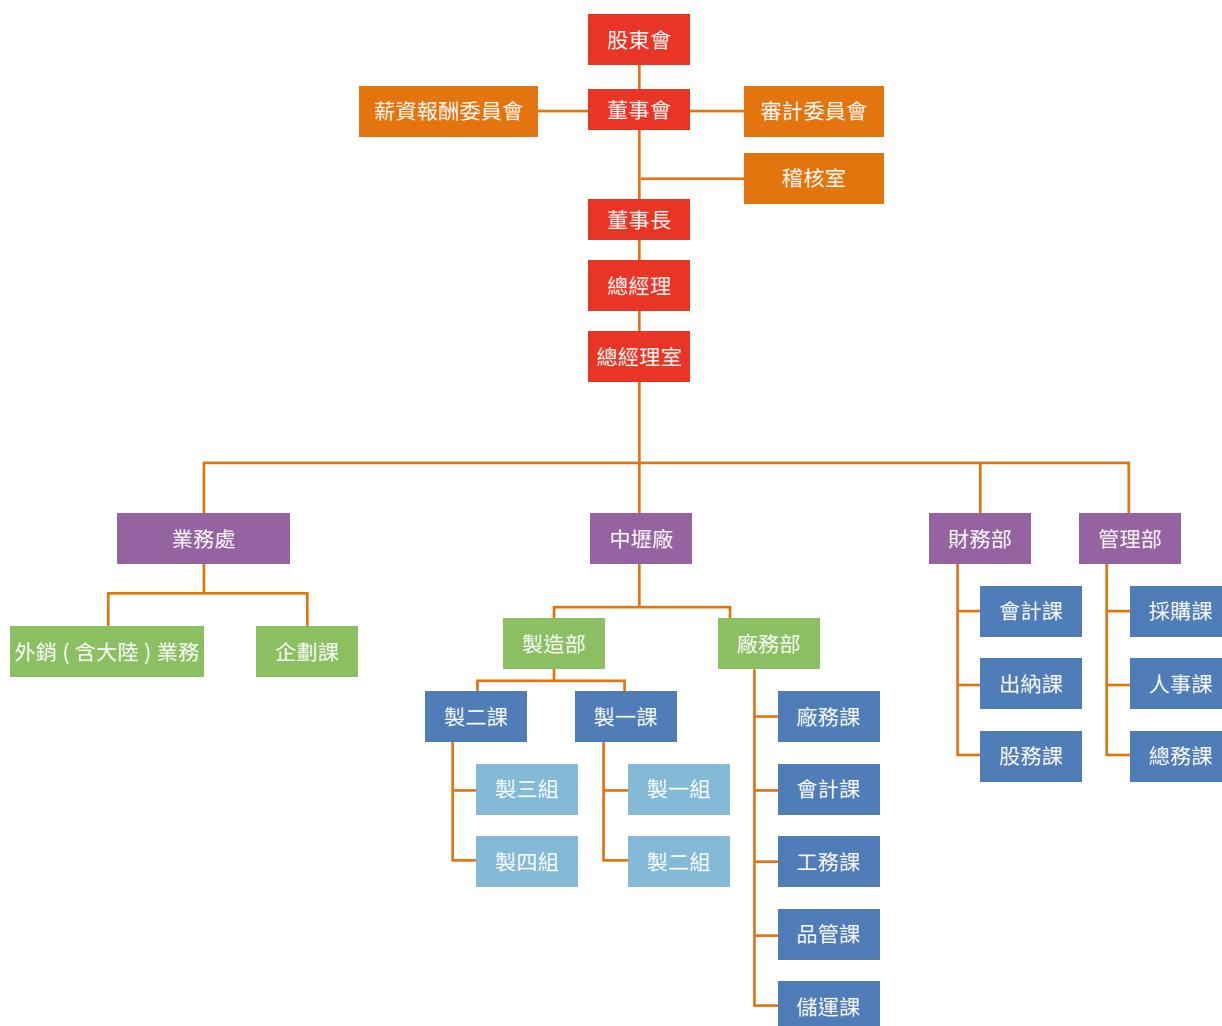 股東會
薪資報酬委員會
董事會
審計委員會
稽核室
董事長
總經理
總經理室
業務處
中壢廠
財務部
管理部
外銷 ( 含大陸 ) 業務
企劃課
製造部
廠務部
會計課
出納課
股務課
採購課
人事課
總務課
製二課
製一課
製三組
製四組
製一組
製二組
廠務課
會計課
工務課
品管課
儲運課